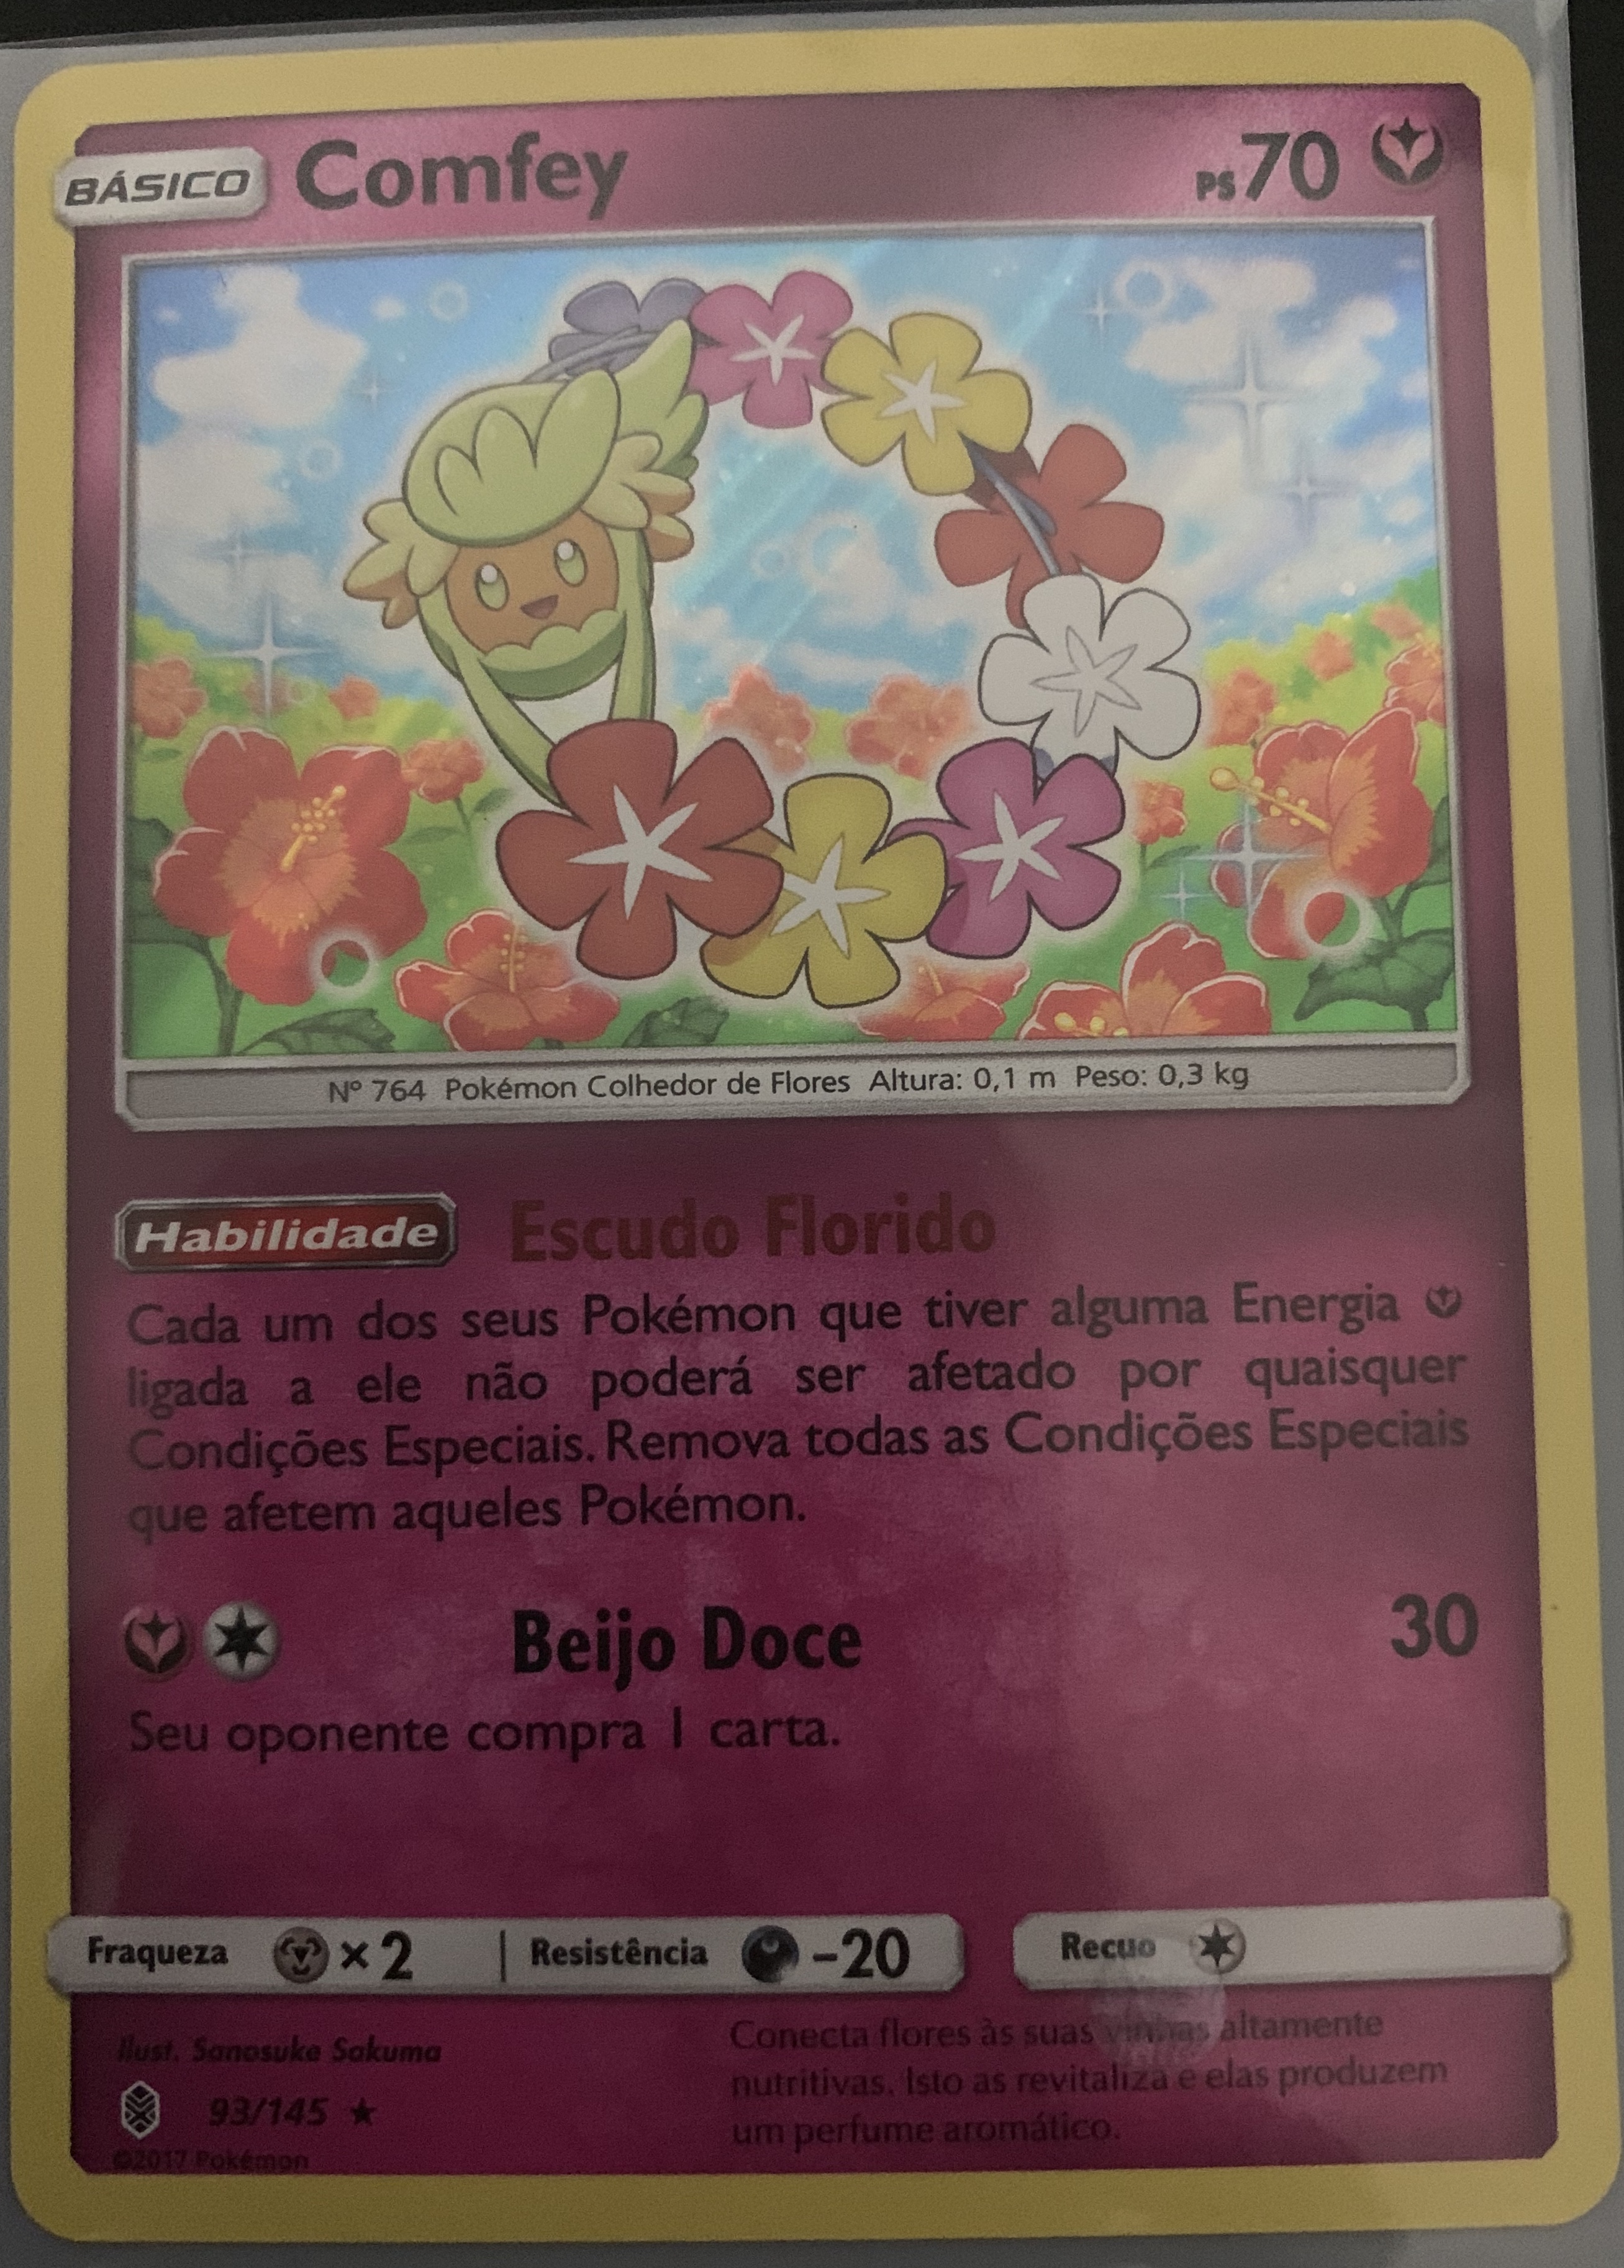 BÁSICO Comfey PS70
Nº 764 Pokémon Colhedor de Flores Altura: 0,1 m Peso: 0,3 kg
Habilidade Escudo Florido
Cada um dos seus Pokémon que tiver alguma Energia
ligada a ele não poderá ser afetado por quaisquer
Condições Especiais. Remova todas as Condições Especiais
que afetem aqueles Pokémon.
Beijo Doce 30
Seu oponente compra 1 carta.
Fraqueza ×2 | Resistência -20 Recuo
Ilust. Sanosuke Sakuma
93/145 ★
©2017 Pokémon
Conecta flores às suas vinhas altamente
nutritivas. Isto as revitaliza e elas produzem
um perfume aromático.